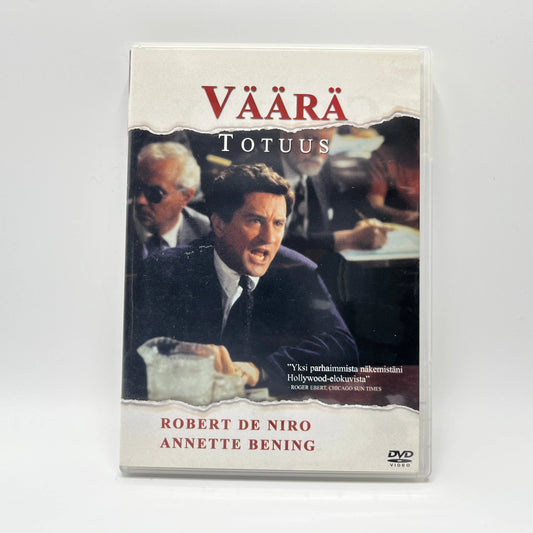 VÄÄRÄ
TOTUUS
"Yksi parhaimmista näkemistäni
Hollywood-elokuvista"
- ROGER EBERT, CHICAGO SUN TIMES
ROBERT DE NIRO
ANNETTE BENING
DVD
VIDEO